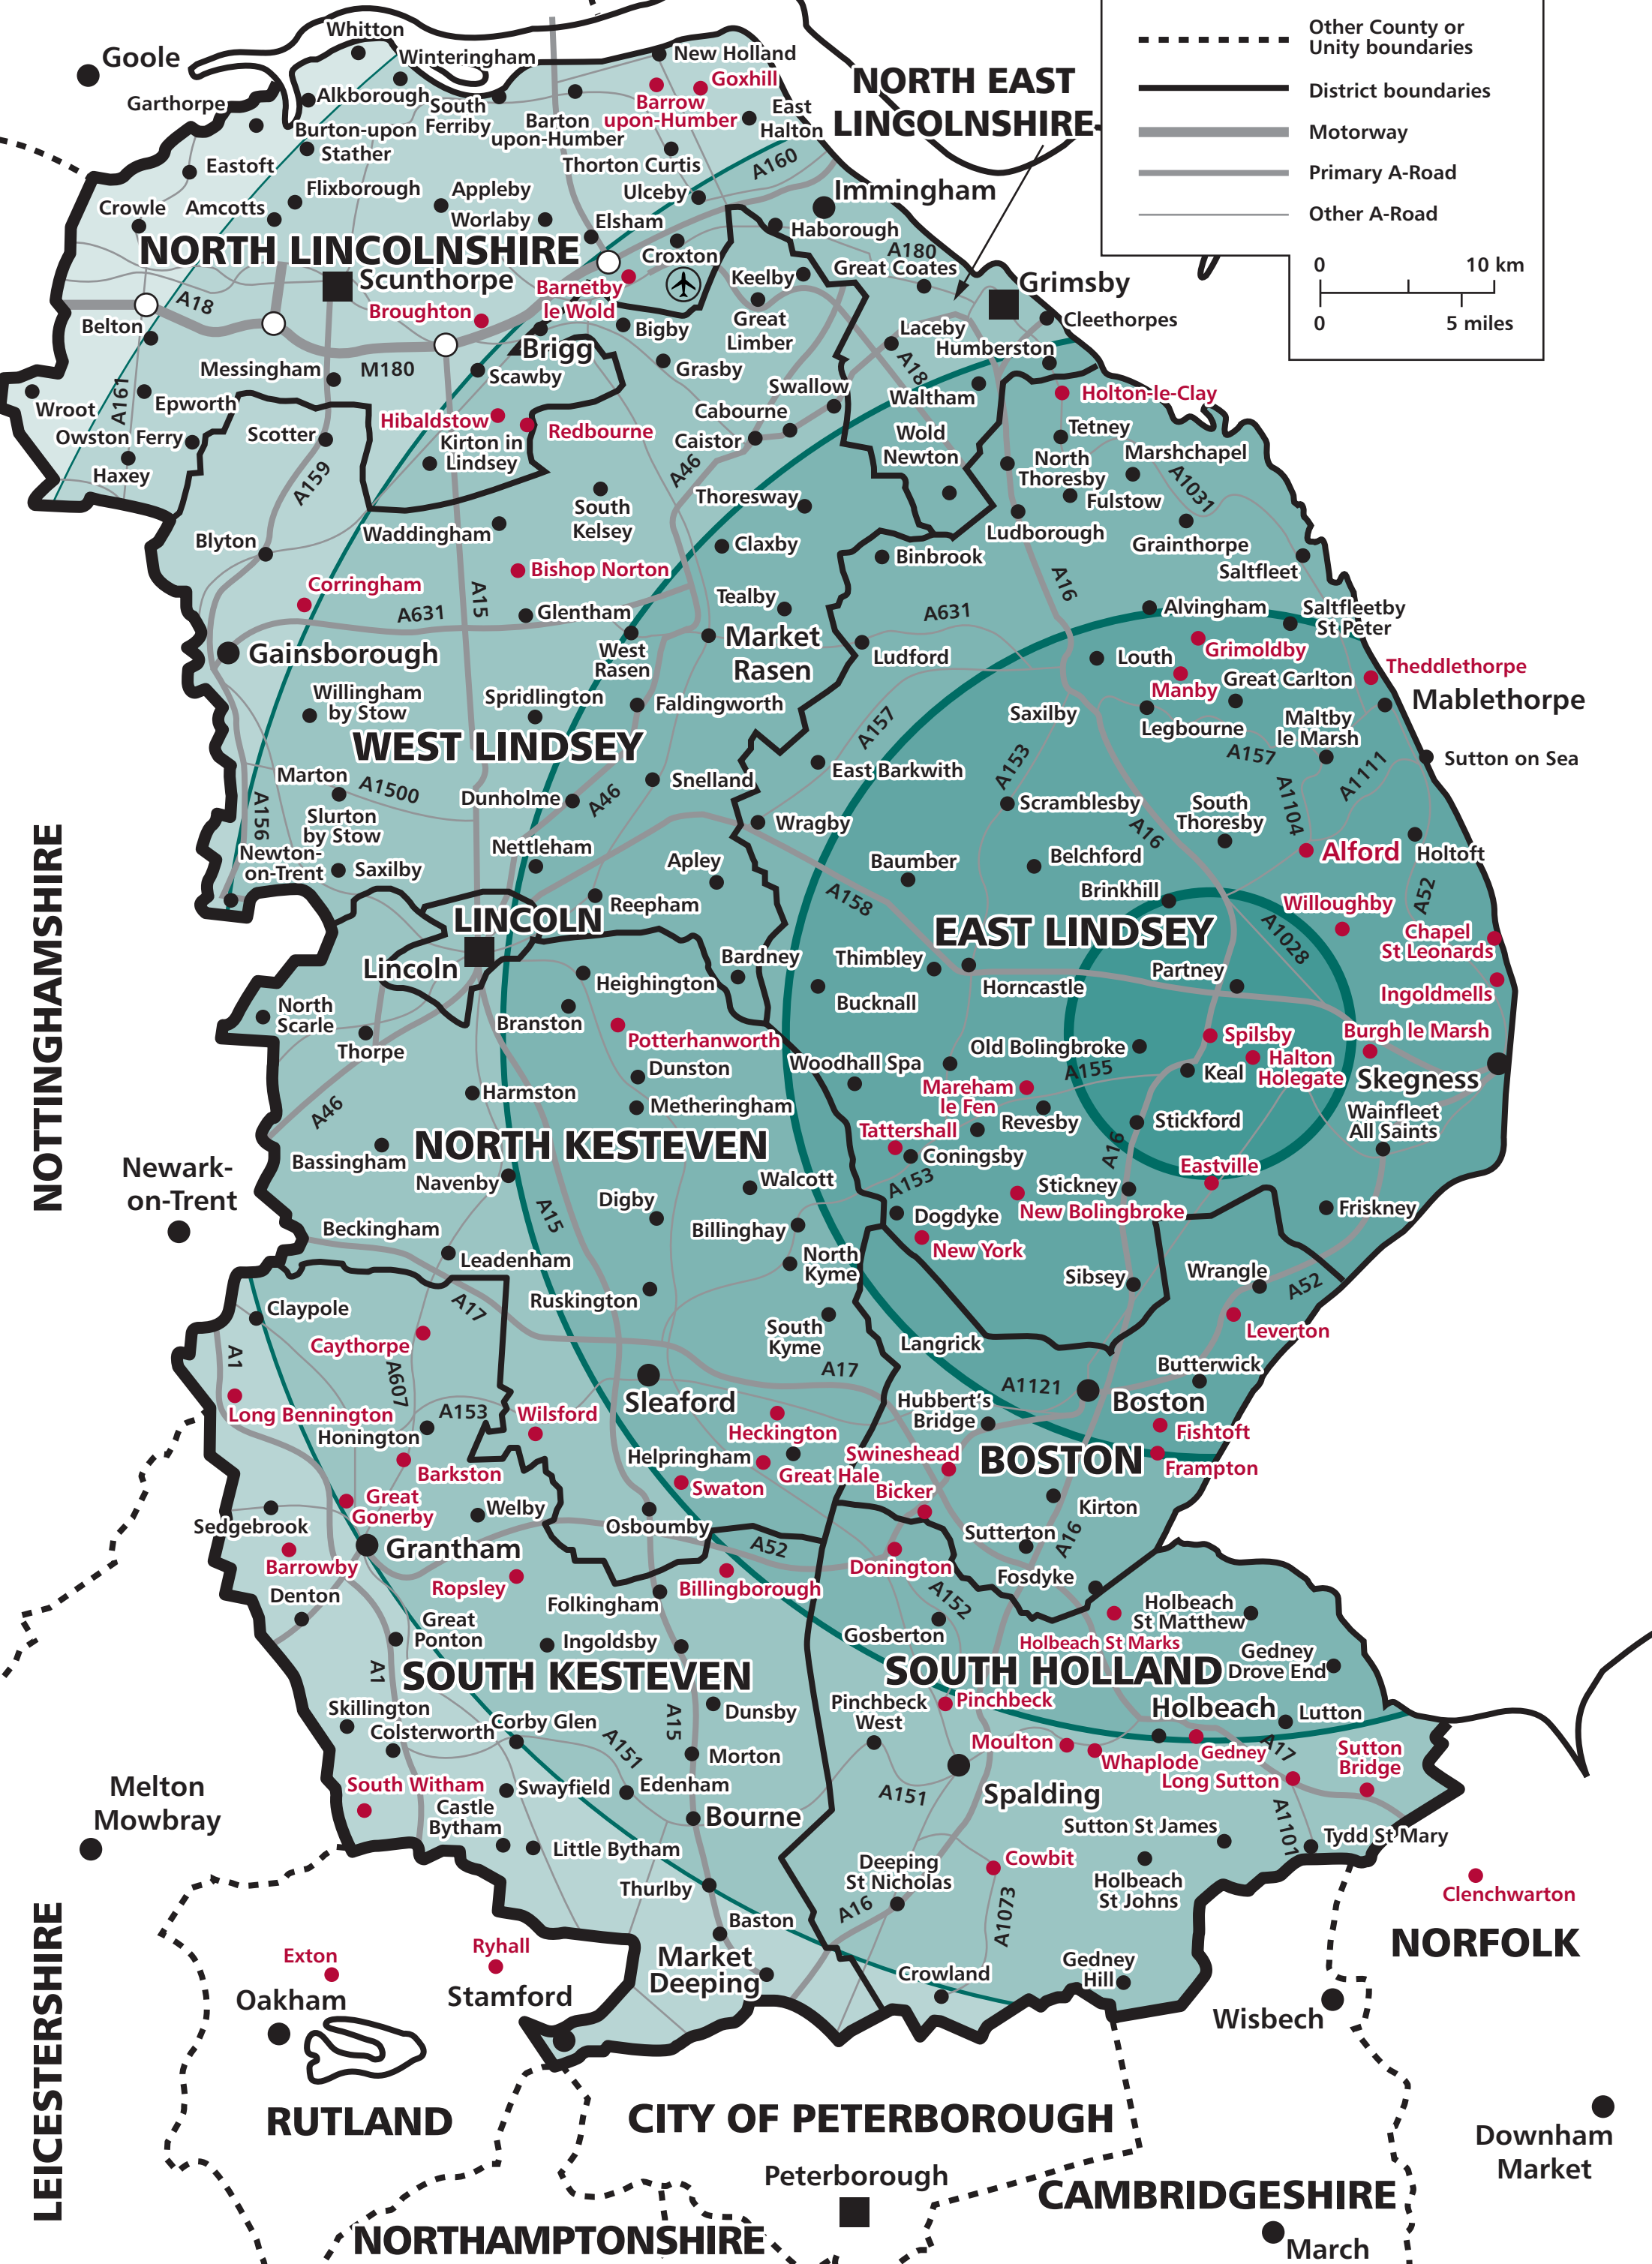 Other County or
Unity boundaries
District boundaries
Motorway
Primary A-Road
Other A-Road
0
10 km
0
5 miles
NORTH EAST
LINCOLNSHIRE
Goole
Whitton
Winteringham
New Holland
Goxhill
Garthorpe
Alkborough
South
Ferriby
Barrow
upon-Humber
East
Halton
Burton-upon
Stather
Barton
upon-Humber
Thorton Curtis
A160
Eastoft
Flixborough
Appleby
Ulceby
Immingham
Crowle
Amcotts
Worlaby
Elsham
Haborough
NORTH LINCOLNSHIRE
Croxton
A180
Scunthorpe
Barnetby
le Wold
Keelby
Great Coates
Grimsby
A18
Broughton
Great
Limber
Cleethorpes
Belton
Bigby
Laceby
Brigg
Humberston
Messingham
M180
Scawby
Grasby
A18
Swallow
Waltham
Holton-le-Clay
Wroot
A161
Epworth
Hibaldstow
Redbourne
Cabourne
Caistor
Wold
Newton
Tetney
Owston Ferry
Scotter
Kirton in
Lindsey
North
Thoresby
Marshchapel
Haxey
A159
A46
A1031
South
Kelsey
Thoresway
Fulstow
Blyton
Waddingham
Claxby
Binbrook
Ludborough
Grainthorpe
Saltfleet
Corringham
Bishop Norton
A15
A16
A631
Glentham
Tealby
A631
Alvingham
Saltfleetby
St Peter
Gainsborough
West
Rasen
Market
Rasen
Ludford
Louth
Grimoldby
Theddlethorpe
Willingham
by Stow
Spridlington
Faldingworth
Manby
Great Carlton
Mablethorpe
Saxilby
Legbourne
Maltby
le Marsh
WEST LINDSEY
A157
A157
Sutton on Sea
Marton
A1500
Snelland
East Barkwith
A153
A1111
A156
Dunholme
A46
Scramblesby
South
Thoresby
A1104
Slurton
by Stow
Wragby
A16
Newton-
on-Trent
Saxilby
Nettleham
Apley
Baumber
Belchford
Alford
Holtoft
Reepham
A158
Brinkhill
Willoughby
A52
LINCOLN
EAST LINDSEY
A1028
Chapel
St Leonards
Lincoln
Heighington
Bardney
Thimbley
Partney
Horncastle
Bucknall
Ingoldmells
North
Scarle
Branston
Thorpe
Potterhanworth
Spilsby
Burgh le Marsh
Old Bolingbroke
Halton
Holegate
Woodhall Spa
A155
Keal
Skegness
Dunston
Harmston
Mareham
le Fen
Metheringham
A46
Revesby
Stickford
Wainfleet
All Saints
Tattershall
Coningsby
A16
NOTTINGHAMSHIRE
NORTH KESTEVEN
Bassingham
Newark-
on-Trent
Navenby
Walcott
A153
Stickney
Eastville
Digby
New Bolingbroke
Friskney
Dogdyke
A15
Beckingham
Billinghay
New York
Leadenham
North
Kyme
Sibsey
Wrangle
A52
Ruskington
Claypole
A17
South
Kyme
Leverton
Caythorpe
Langrick
A1
A607
A17
Butterwick
A1121
Long Bennington
A153
Wilsford
Sleaford
Hubbert's
Bridge
Boston
Honington
Heckington
Fishtoft
Helpringham
Swineshead
BOSTON
Frampton
Barkston
Great Hale
Swaton
Bicker
Great
Gonerby
Welby
Kirton
Sedgebrook
Osboumby
Sutterton
A16
Grantham
A52
Barrowby
Donington
Ropsley
Billingborough
Fosdyke
Denton
Folkingham
A152
Holbeach
St Matthew
Great
Ponton
Ingoldsby
Gosberton
Holbeach St Marks
Gedney
Drove End
A1
SOUTH KESTEVEN
SOUTH HOLLAND
Skillington
Dunsby
Pinchbeck
West
Pinchbeck
Holbeach
Lutton
Colsterworth
Corby Glen
A15
Moulton
A17
A151
Morton
Whaplode
Gedney
Sutton
Bridge
Melton
Mowbray
South Witham
Swayfield
Edenham
Long Sutton
Castle
Bytham
Bourne
A151
Spalding
A1101
Sutton St James
Tydd St Mary
Little Bytham
Cowbit
Deeping
St Nicholas
Thurlby
Holbeach
St Johns
Clenchwarton
A16
A1073
Baston
NORFOLK
LEICESTERSHIRE
Exton
Ryhall
Market
Deeping
Gedney
Hill
Crowland
Oakham
Stamford
Wisbech
RUTLAND
CITY OF PETERBOROUGH
Downham
Market
Peterborough
CAMBRIDGESHIRE
NORTHAMPTONSHIRE
March